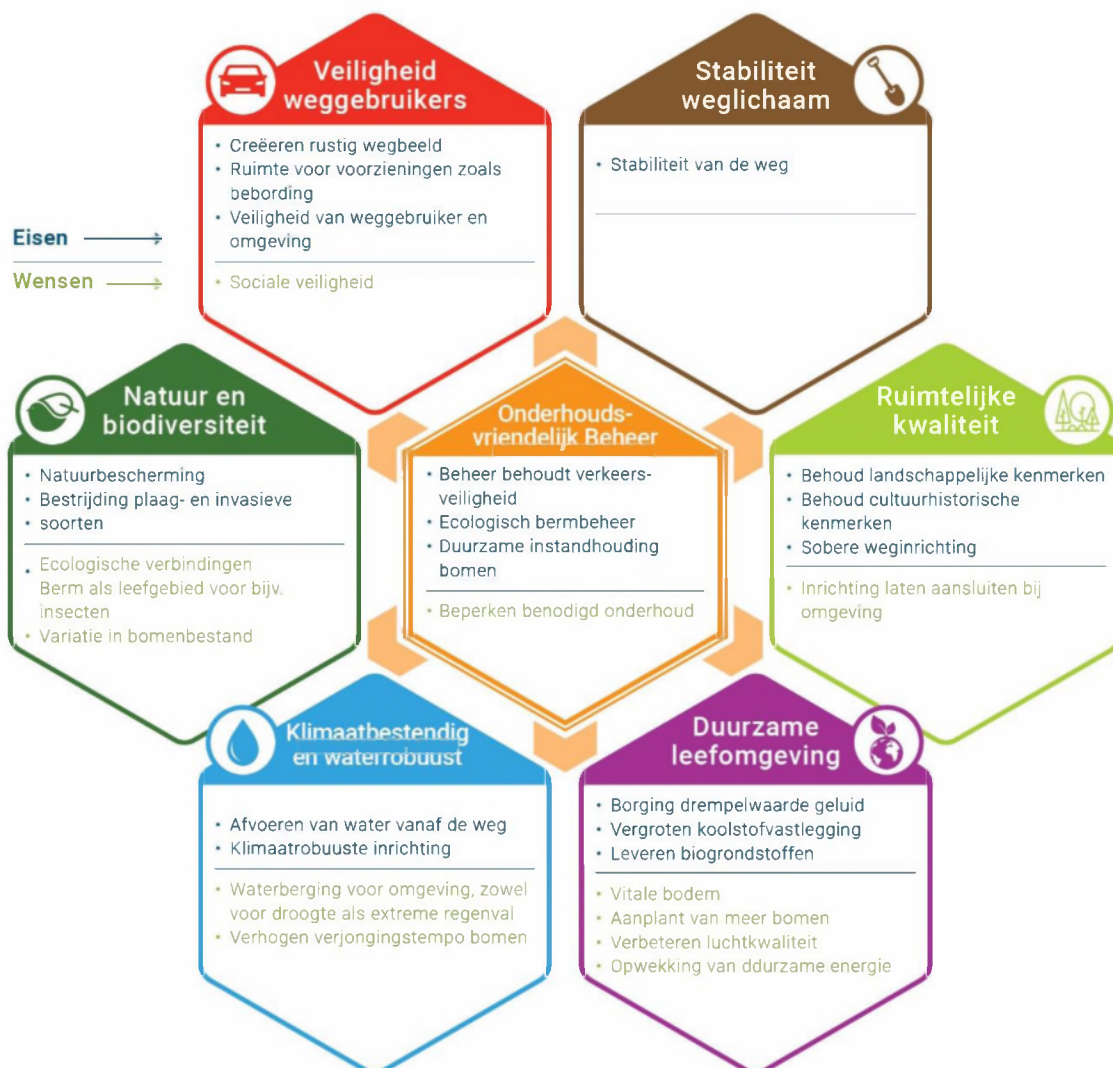 Veiligheid
weggebruikers
• Creëeren rustig wegbeeld
• Ruimte voor voorzieningen zoals
bebording
• Veiligheid van weggebruiker en
omgeving
• Sociale veiligheid
Stabiliteit
weglichaam
• Stabiliteit van de weg
Eisen
Wensen
Natuur en
biodiversiteit
• Natuurbescherming
• Bestrijding plaag- en invasieve
• soorten
• Ecologische verbindingen
Berm als leefgebied voor bijv.
insecten
• Variatie in bomenbestand
Onderhouds-
vriendelijk Beheer
• Beheer behoudt verkeers-
veiligheid
• Ecologisch bermbeheer
• Duurzame instandhouding
bomen
• Beperken benodigd onderhoud
Ruimtelijke
kwaliteit
• Behoud landschappelijke kenmerken
• Behoud cultuurhistorische
kenmerken
• Sobere weginrichting
• Inrichting laten aansluiten bij
omgeving
Klimaatbestendig
en waterrobuust
• Afvoeren van water vanaf de weg
• Klimaatrobuuste inrichting
• Waterberging voor omgeving, zowel
voor droogte als extreme regenval
• Verhogen verjongingstempo bomen
Duurzame
leefomgeving
• Borging drempelwaarde geluid
• Vergroten koolstofvastlegging
• Leveren biogrondstoffen
• Vitale bodem
• Aanplant van meer bomen
• Verbeteren luchtkwaliteit
• Opwekking van ddurzame energie